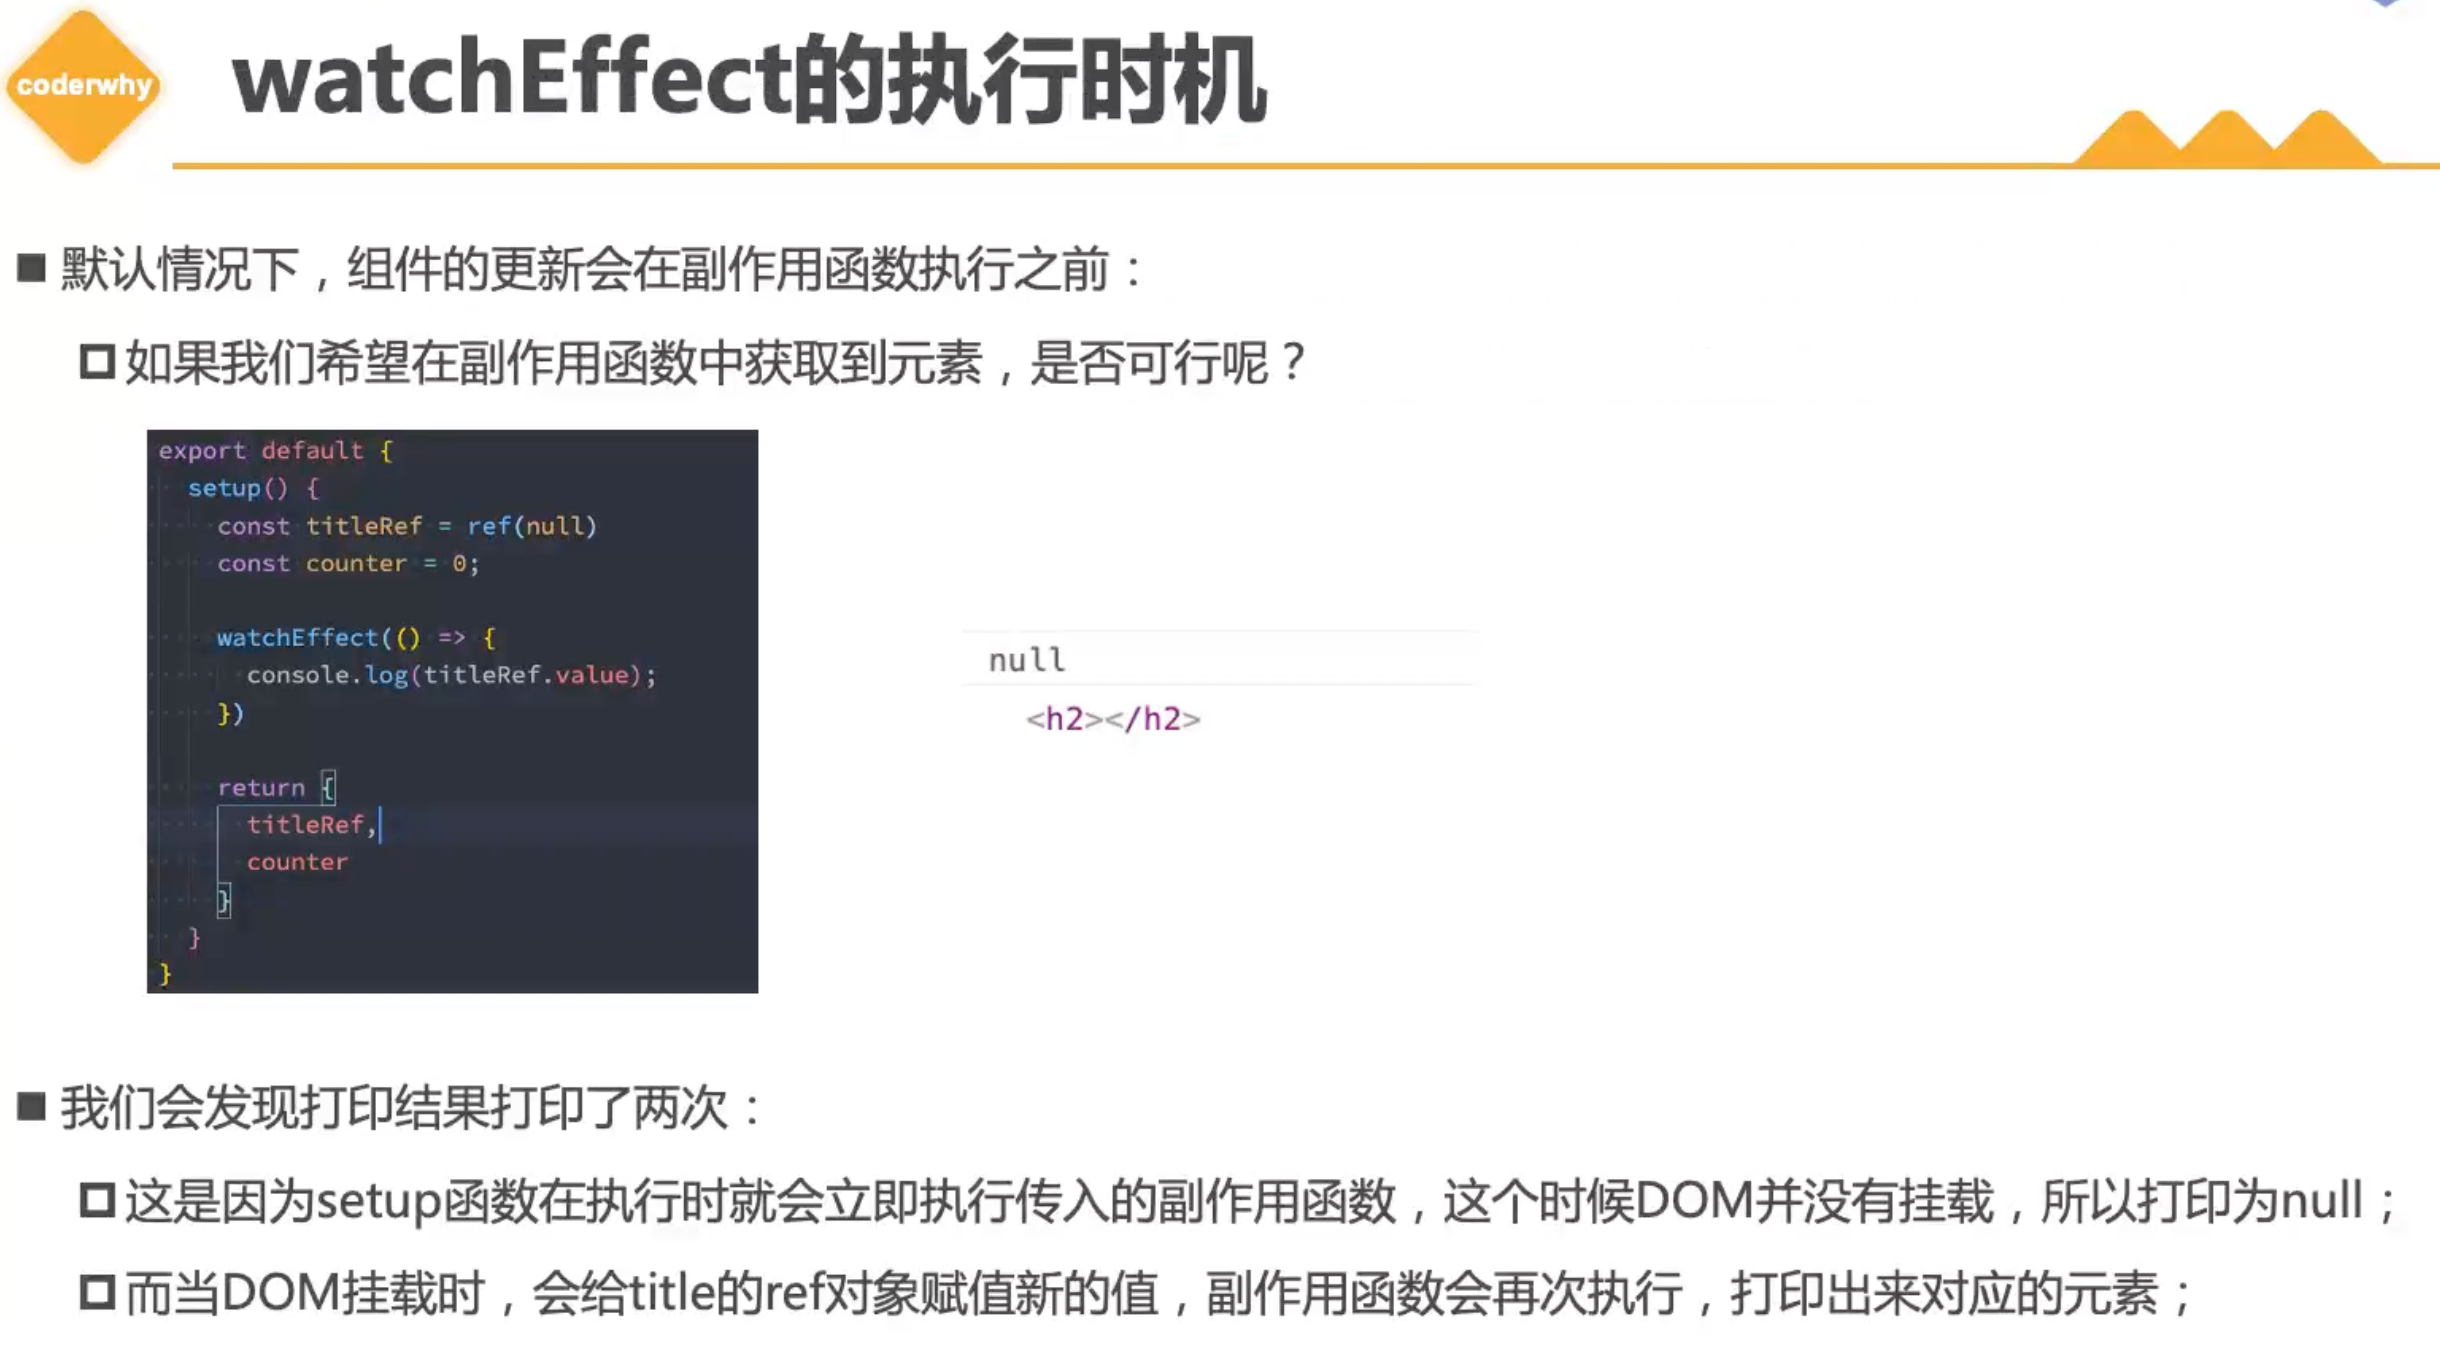 coderwhy
watchEffect的执行时机
默认情况下，组件的更新会在副作用函数执行之前：
如果我们希望在副作用函数中获取到元素，是否可行呢？
export default {
setup() {
const titleRef = ref(null)
const counter = 0;
watchEffect(() => {
console.log(titleRef.value);
})
return {
titleRef,
counter
}
}
}
null
<h2></h2>
我们会发现打印结果打印了两次：
这是因为setup函数在执行时就会立即执行传入的副作用函数，这个时候DOM并没有挂载，所以打印为null；
而当DOM挂载时，会给title的ref对象赋值新的值，副作用函数会再次执行，打印出来对应的元素；